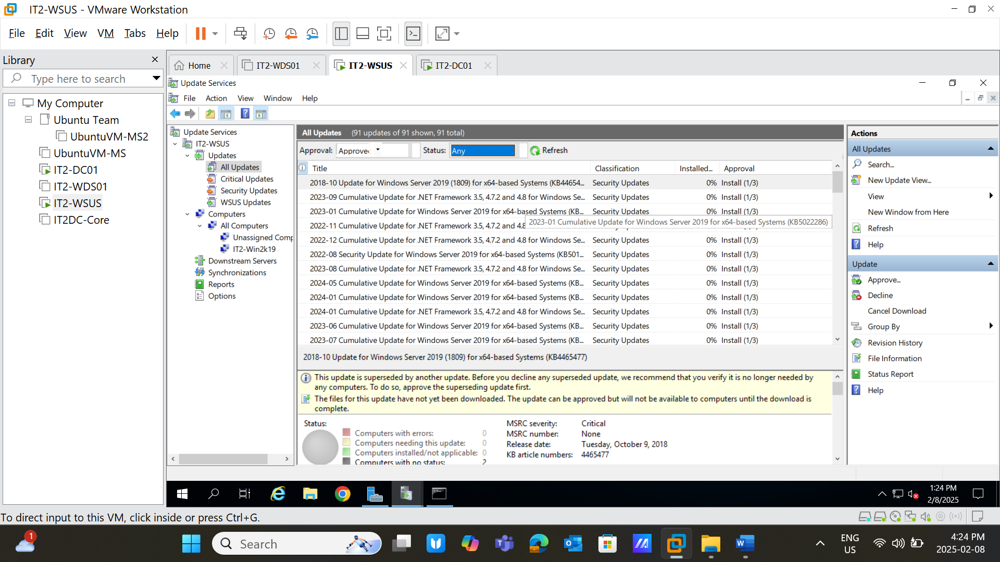 IT2-WSUS - VMware Workstation
File Edit View VM Tabs Help
Library
Type here to search
My Computer
Ubuntu Team
UbuntuVM-MS2
UbuntuVM-MS
IT2-DC01
IT2-WDS01
IT2-WSUS
IT2DC-Core
Home
IT2-WDS01
IT2-WSUS
IT2-DC01
Update Services
File Action View Window Help
Update Services
IT2-WSUS
Updates
All Updates
Critical Updates
Security Updates
WSUS Updates
Computers
All Computers
Unassigned Comp
IT2-Win2k19
Downstream Servers
Synchronizations
Reports
Options
All Updates (91 updates of 91 shown, 91 total)
Approval: Approve Status: Any Refresh
Title Classification Installed... Approval
2018-10 Update for Windows Server 2019 (1809) for x64-based Systems (KB44654... Security Updates 0% Install (1/3)
2023-09 Cumulative Update for .NET Framework 3.5, 4.7.2 and 4.8 for Windows Se... Security Updates 0% Install (1/3)
2023-01 Cumulative Update for Windows Server 2019 for x64-based Systems (KB... Security Updates 0% Install (1/3)
2023-01 Cumulative Update for Windows Server 2019 for x64-based Systems (KB5022286)
2022-11 Cumulative Update for .NET Framework 3.5, 4.7.2 and 4.8
2022-12 Cumulative Update for .NET Framework 3.5, 4.7.2 and 4.8 for Windows Se... Security Updates 0% Install (1/3)
2022-08 Security Update for Windows Server 2019 for x64-based Systems (KB501... Security Updates 0% Install (1/3)
2023-08 Cumulative Update for .NET Framework 3.5, 4.7.2 and 4.8 for Windows Se... Security Updates 0% Install (1/3)
2024-05 Cumulative Update for Windows Server 2019 for x64-based Systems (KB... Security Updates 0% Install (1/3)
2024-01 Cumulative Update for Windows Server 2019 for x64-based Systems (KB... Security Updates 0% Install (1/3)
2024-01 Cumulative Update for .NET Framework 3.5, 4.7.2 and 4.8 for Windows Se... Security Updates 0% Install (1/3)
2023-06 Cumulative Update for Windows Server 2019 for x64-based Systems (KB... Security Updates 0% Install (1/3)
2023-07 Cumulative Update for Windows Server 2019 for x64-based Systems (KB... Security Updates 0% Install (1/3)
2018-10 Update for Windows Server 2019 (1809) for x64-based Systems (KB4465477)
This update is superseded by another update. Before you decline any superseded update, we recommend that you verify it is no longer needed by
any computers. To do so, approve the superseding update first.
The files for this update have not yet been downloaded. The update can be approved but will not be available to computers until the download is
complete.
Status:
Computers with errors: 0
Computers needing this update: 0
Computers installed/not applicable: 0
Computers with no status: 2
MSRC severity: Critical
MSRC number: None
Release date: Tuesday, October 9, 2018
KB article numbers: 4465477
Actions
All Updates
Search...
New Update View...
View
New Window from Here
Refresh
Help
Update
Approve...
Decline
Cancel Download
Group By
Revision History
File Information
Status Report
Help
1:24 PM
2/8/2025
To direct input to this VM, click inside or press Ctrl+G.
1
Search
ENG
US
4:24 PM
2025-02-08